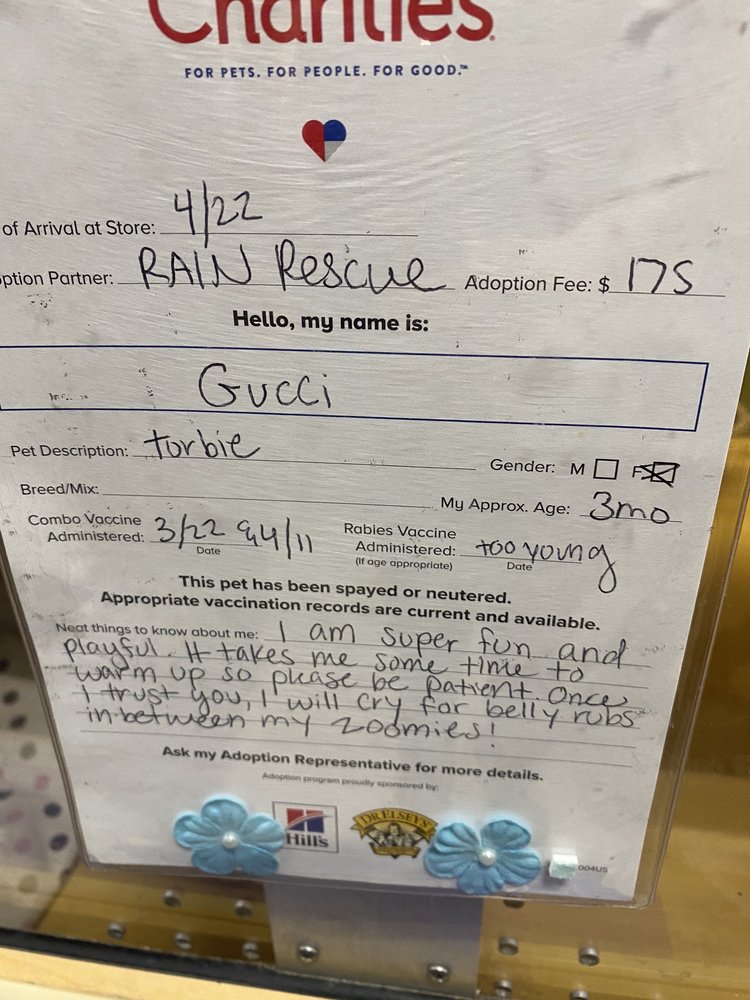 Charities.
FOR PETS. FOR PEOPLE. FOR GOOD.™
of Arrival at Store: 4/22
ption Partner: RAIN Rescue Adoption Fee: $ 175
Hello, my name is:
Gucci
Pet Description: torbie
Gender: M F
Breed/Mix:
My Approx. Age: 3mo
Combo Vaccine
Administered: 3/22 & 4/11
Date
Rabies Vaccine
Administered: too young
(If age appropriate) Date
This pet has been spayed or neutered.
Appropriate vaccination records are current and available.
Neat things to know about me: I am super fun and
playful. It takes me some time to
warm up so please be patient. Once
I trust you, I will cry for belly rubs
in-between my zoomies!
Ask my Adoption Representative for more details.
Adoption program proudly sponsored by:
Hill's
DR. ELSEY'S
004US